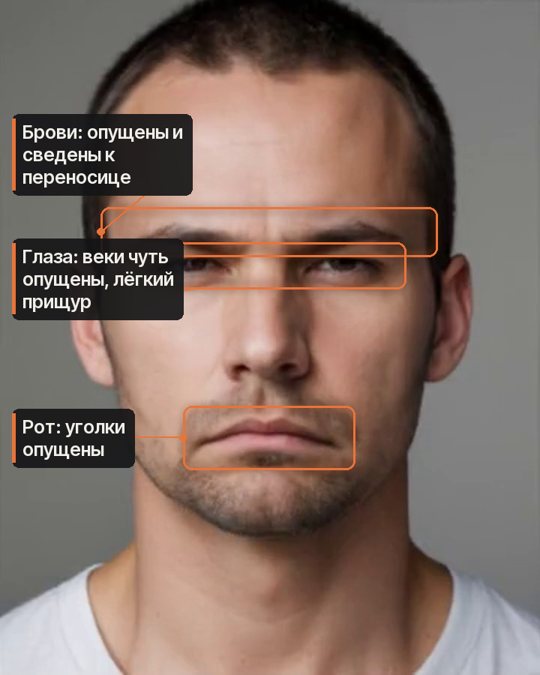 Брови: опущены и
сведены к
переносице
Глаза: веки чуть
опущены, лёгкий
прищур
Рот: уголки
опущены